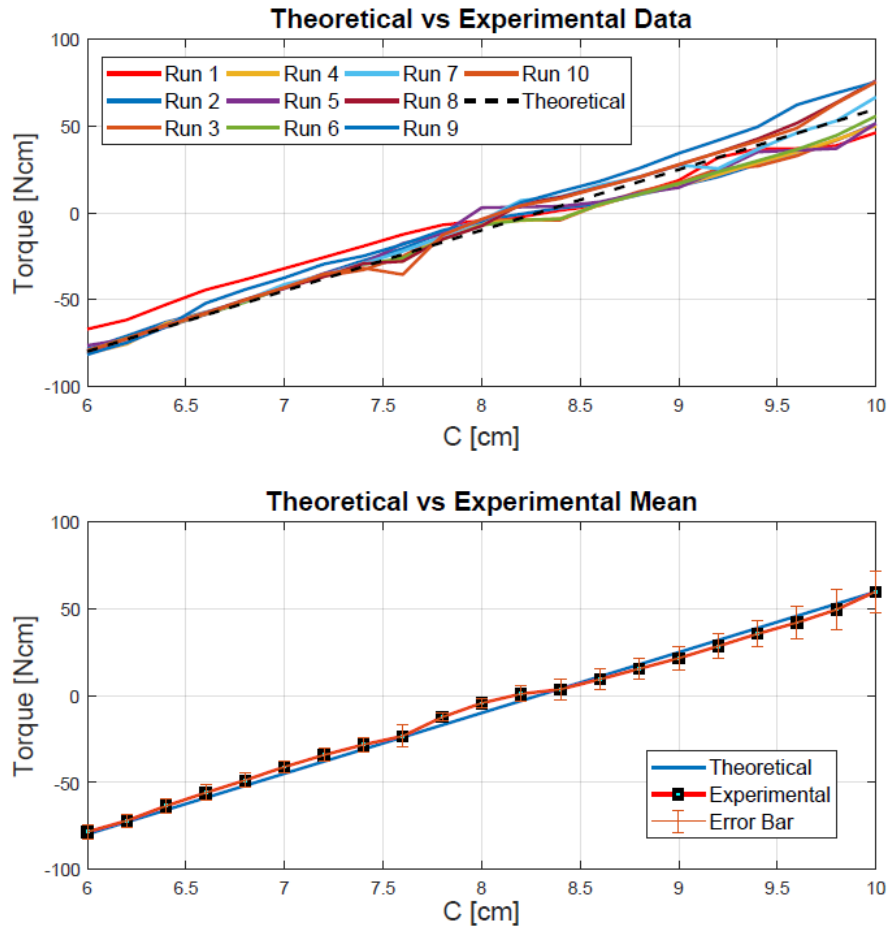 Theoretical vs Experimental Data
100
50
0
-50
-100
Torque [Ncm]
Run 1 Run 4 Run 7 Run 10
Run 2 Run 5 Run 8 Theoretical
Run 3 Run 6 Run 9
6 6.5 7 7.5 8 8.5 9 9.5 10
C [cm]
Theoretical vs Experimental Mean
100
50
0
-50
-100
Torque [Ncm]
Theoretical
Experimental
Error Bar
6 6.5 7 7.5 8 8.5 9 9.5 10
C [cm]